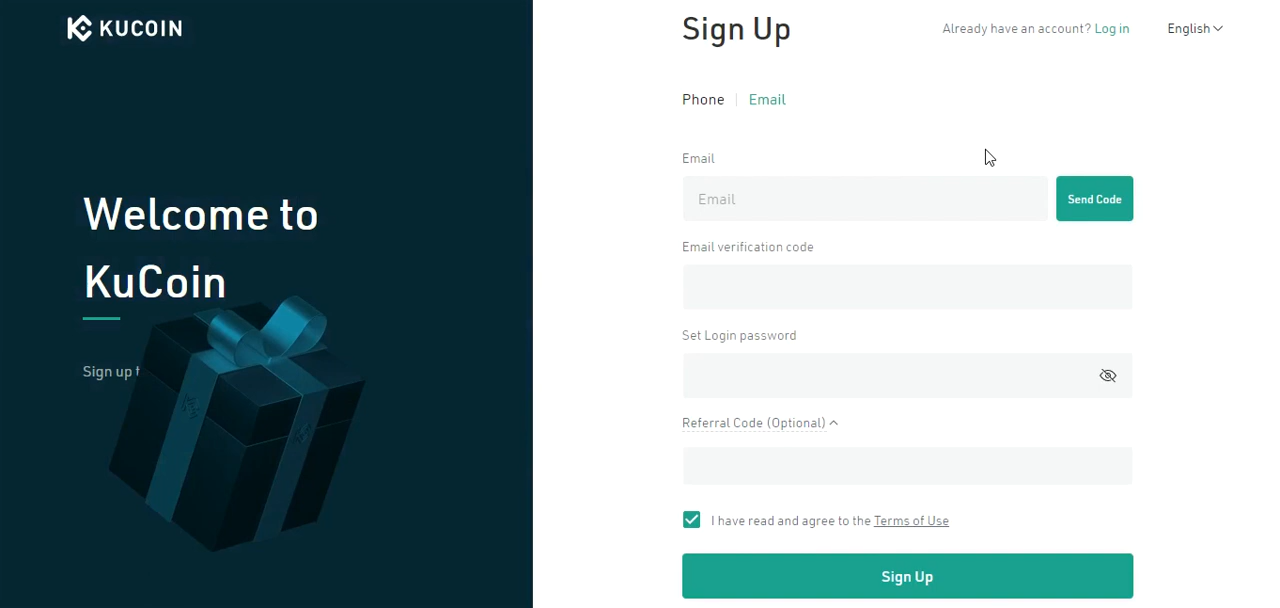 KUCOIN
Welcome to
KuCoin
Sign up t
Sign Up
Already have an account? Log in
English
Phone | Email
Email
Email
Send Code
Email verification code
Set Login password
Referral Code (Optional)
I have read and agree to the Terms of Use
Sign Up